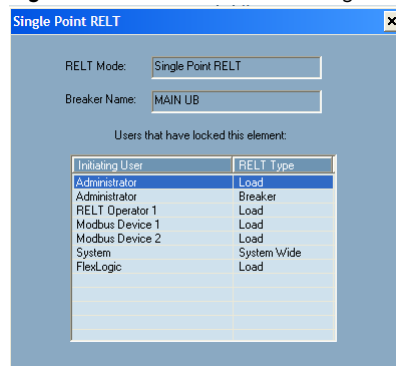 Single Point RELT
RELT Mode: Single Point RELT
Breaker Name: MAIN UB
Users that have locked this element:
Initiating User RELT Type
Administrator Load
Administrator Breaker
RELT Operator 1 Load
Modbus Device 1 Load
Modbus Device 2 Load
System System Wide
FlexLogic Load